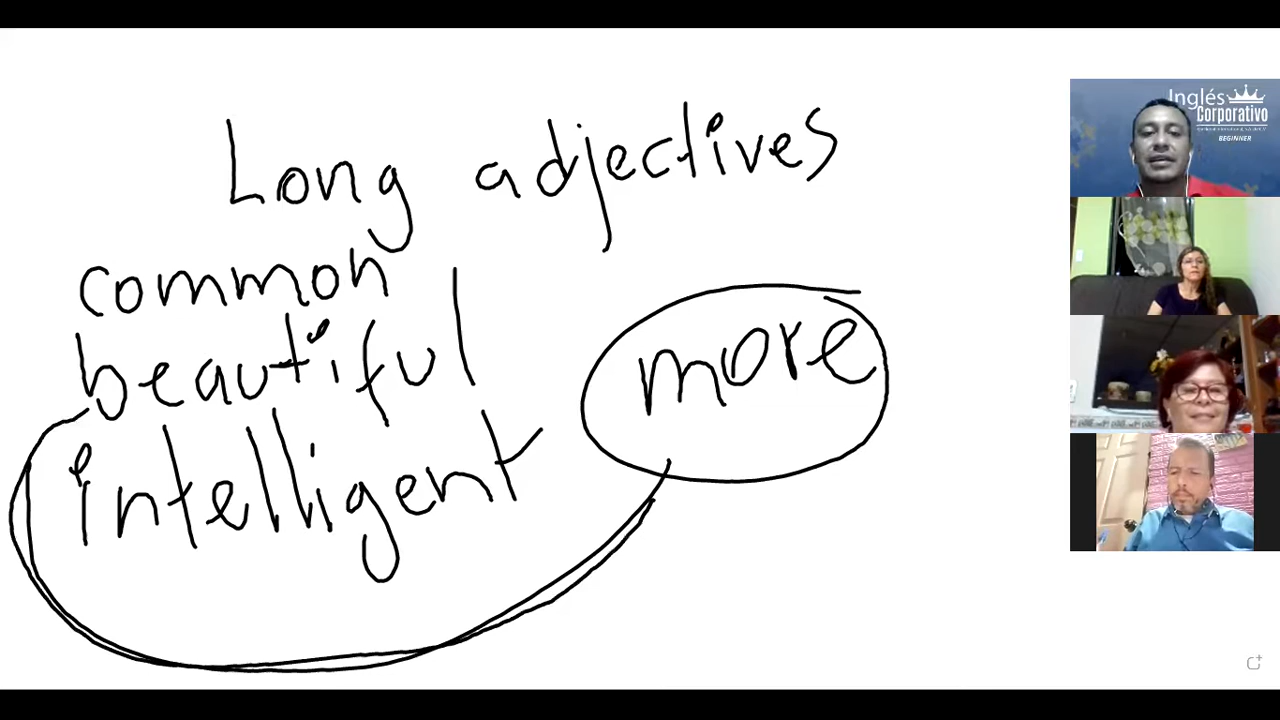 Long adjectives
common
beautiful
intelligent
more
Inglés
Corporativo
BEGINNER